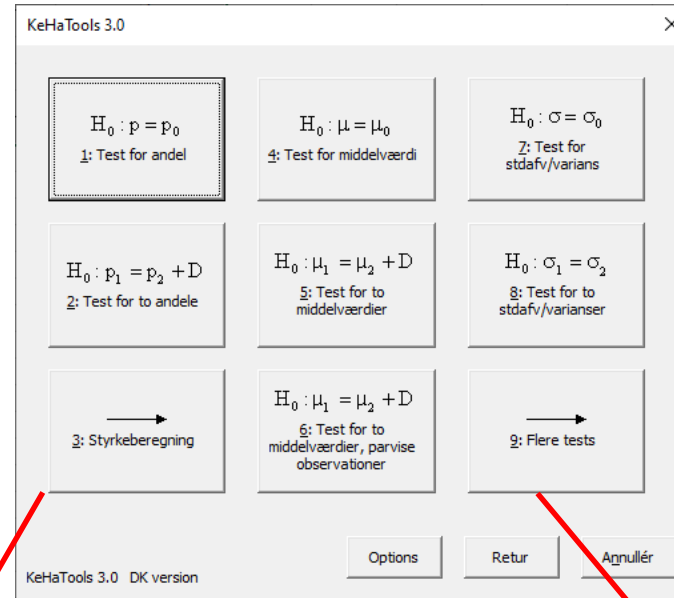 KeHaTools 3.0
H₀ : p = p₀
1: Test for andel
H₀ : μ = μ₀
4: Test for middelværdi
H₀ : σ = σ₀
7: Test for
stdafv/varians
H₀ : p₁ = p₂ + D
2: Test for to andele
H₀ : μ₁ = μ₂ + D
5: Test for to
middelværdier
H₀ : σ₁ = σ₂
8: Test for to
stdafv/varianser
3: Styrkeberegning
H₀ : μ₁ = μ₂ + D
6: Test for to
middelværdier, parvise
observationer
9: Flere tests
Options
Retur
Annullér
KeHaTools 3.0 DK version